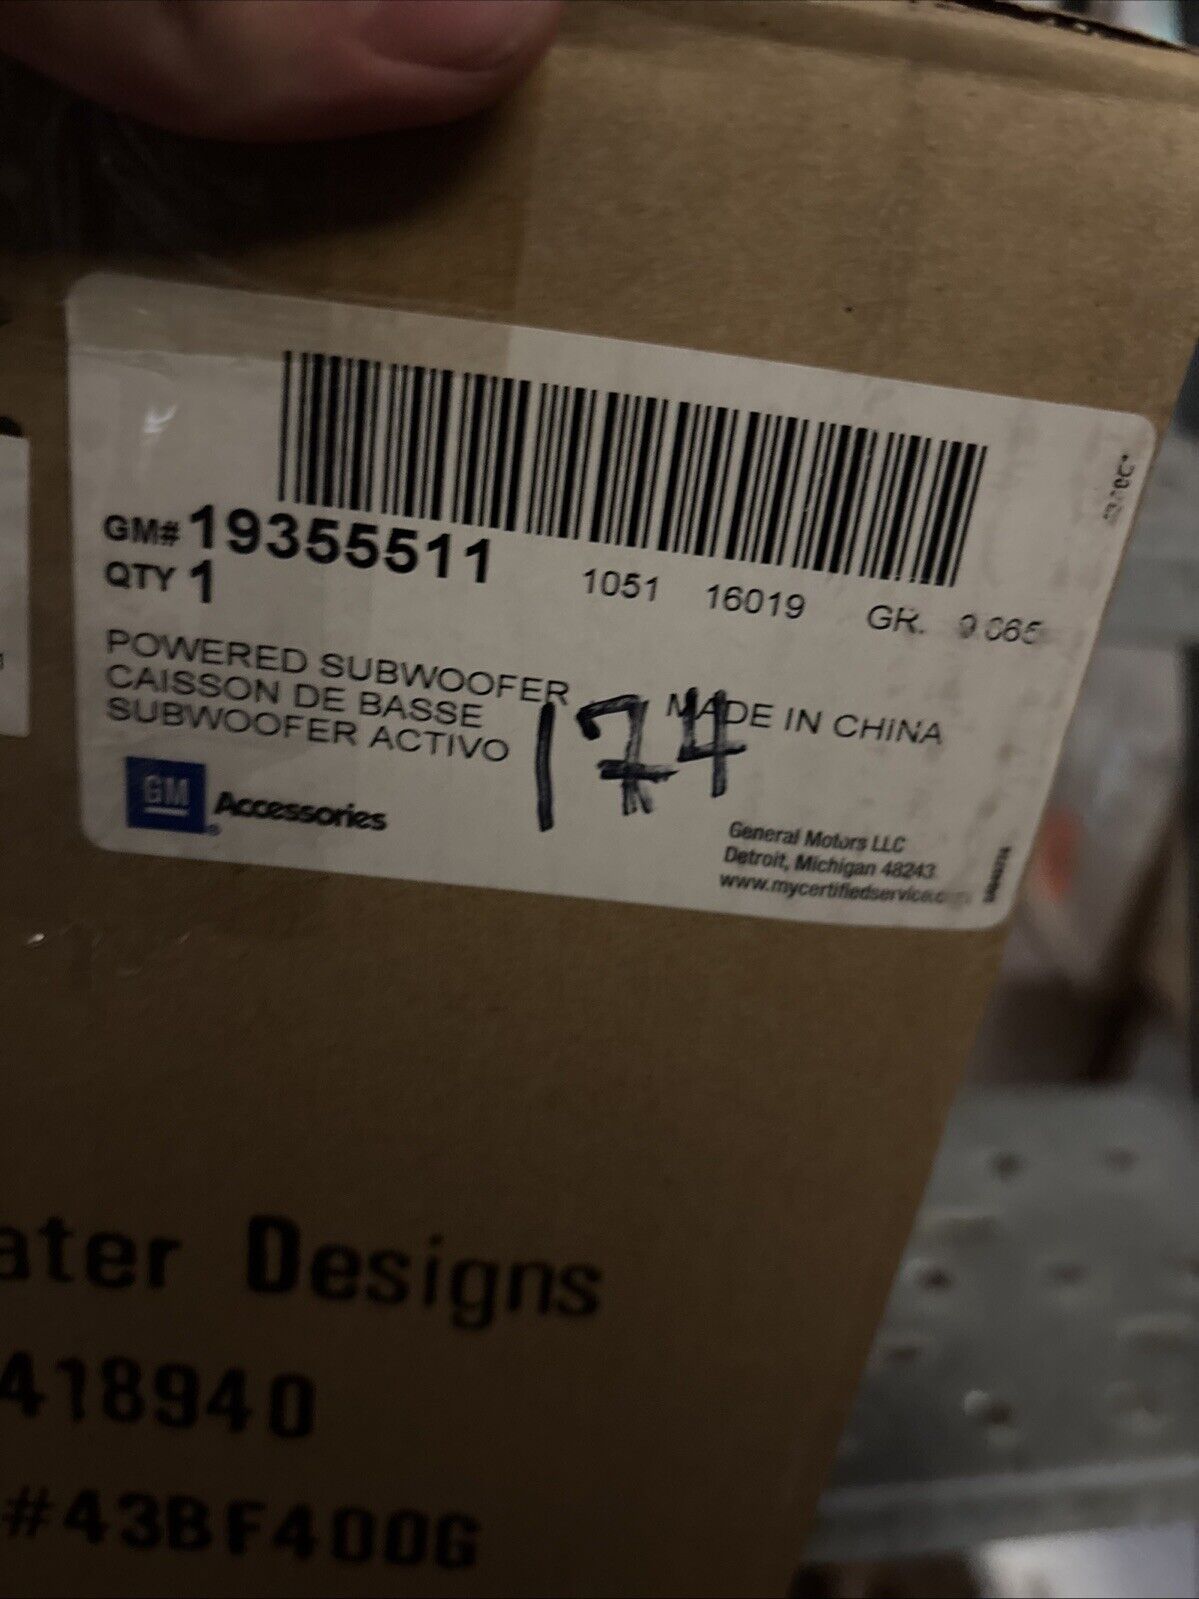 GM# 19355511
QTY 1
1051 16019 GR.
POWERED SUBWOOFER
CAISSON DE BASSE
SUBWOOFER ACTIVO
MADE IN CHINA
174
GM Accessories
General Motors LLC
Detroit, Michigan 48243
ater Designs
418940
#43BF400G